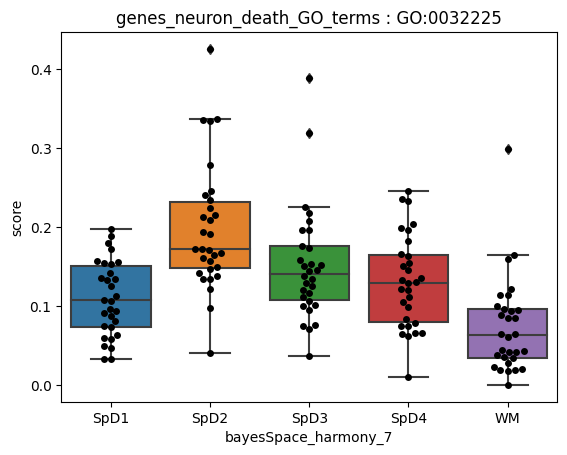 genes_neuron_death_GO_terms : GO:0032225
score
0.4
0.3
0.2
0.1
0.0
SpD1 SpD2 SpD3 SpD4 WM
bayesSpace_harmony_7